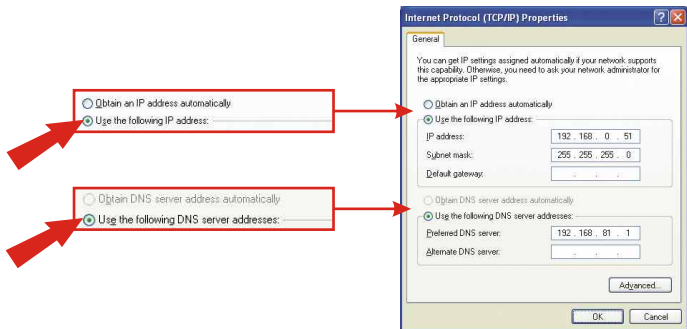 Obtain an IP address automatically
Use the following IP address:
Obtain DNS server address automatically
Use the following DNS server addresses:
Internet Protocol (TCP/IP) Properties
General
You can get IP settings assigned automatically if your network supports
this capability. Otherwise, you need to ask your network administrator for
the appropriate IP settings.
Obtain an IP address automatically
Use the following IP address:
IP address: 192 . 168 . 0 . 51
Subnet mask: 255 . 255 . 255 . 0
Default gateway: . . .
Obtain DNS server address automatically
Use the following DNS server addresses:
Preferred DNS server: 192 . 168 . 81 . 1
Alternate DNS server: . . .
Advanced...
OK Cancel